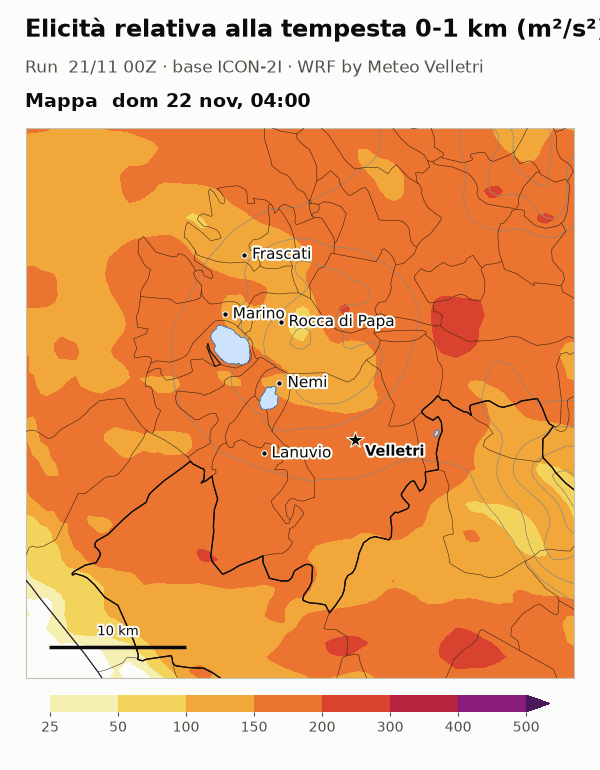 Elicità relativa alla tempesta 0-1 km (m²/s²)
Run 21/11 00Z · base ICON-2I · WRF by Meteo Velletri
Mappa dom 22 nov, 04:00
Frascati
Marino
Rocca di Papa
Nemi
Velletri
Lanuvio
10 km
25 50 100 150 200 300 400 500